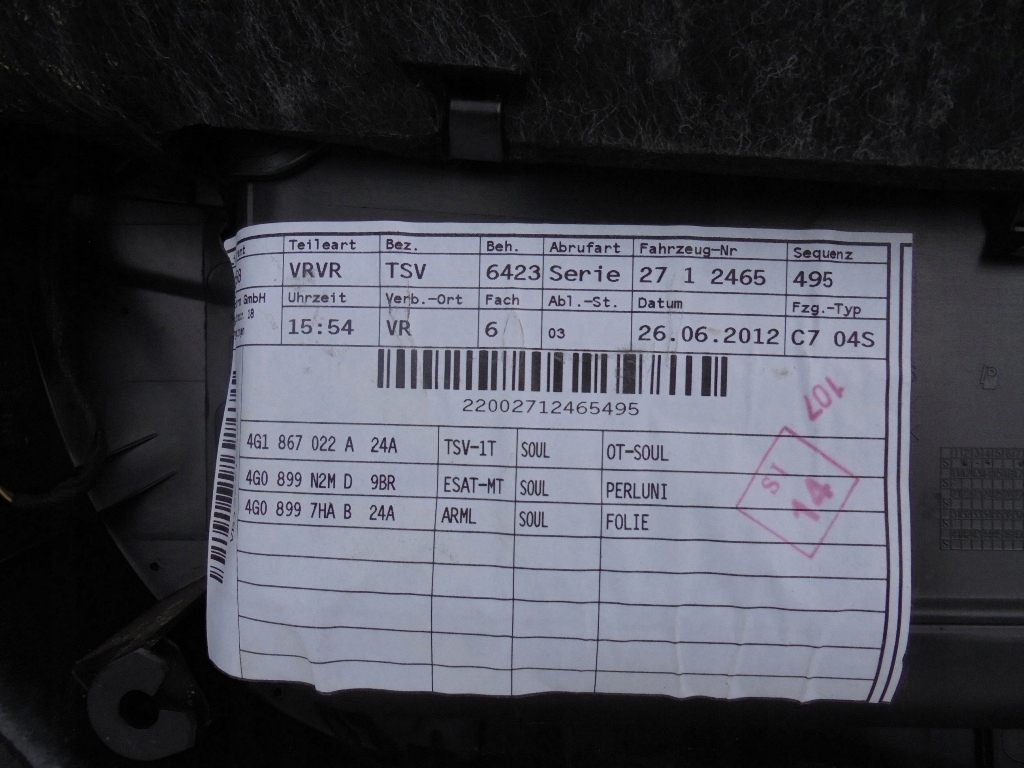 Teileart Bez. Beh. Abrufart Fahrzeug-Nr Sequenz
VRVR TSV 6423 Serie 27 1 2465 495
GmbH Uhrzeit Verb.-Ort Fach Abl.-St. Datum Fzg.-Typ
15:54 VR 6 03 26.06.2012 C7 04S
22002712465495
107
4G1 867 022 A 24A TSV-1T SOUL OT-SOUL
4G0 899 N2M D 9BR ESAT-MT SOUL PERLUNI
4G0 899 7HA B 24A ARML SOUL FOLIE
14